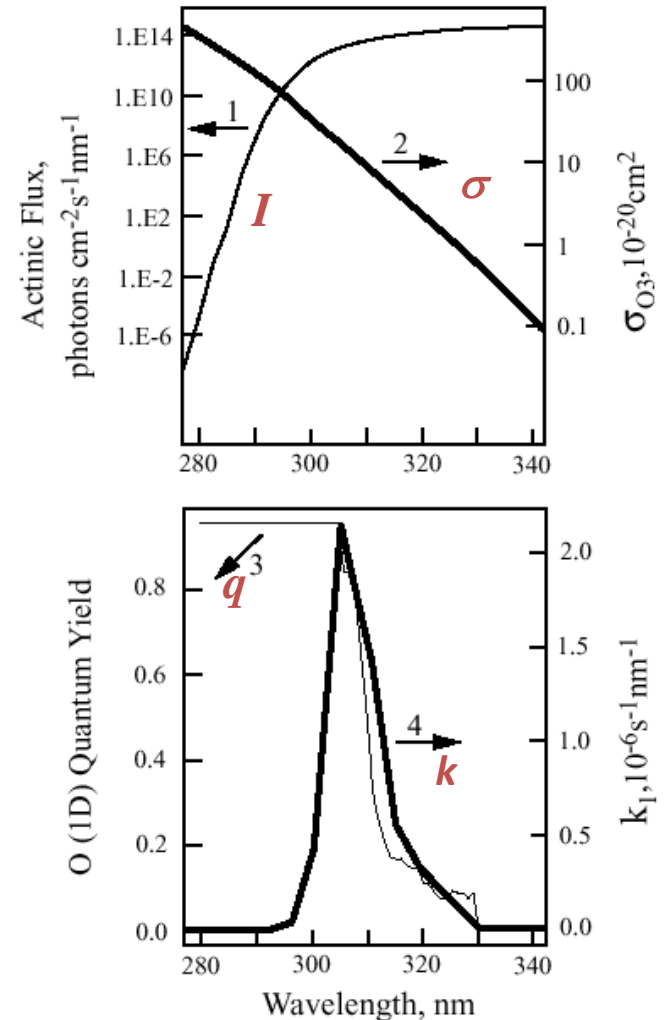 Actinic Flux,
photons cm-2s-1nm-1
1.E14
1.E10
1.E6
1.E2
1.E-2
1.E-6
1
I
2
σ
100
10
1
0.1
σO3,10-20cm2
280
300
320
340
O (1D) Quantum Yield
0.8
0.6
0.4
0.2
0.0
3
q
4
k
2.0
1.5
1.0
0.5
0.0
k1,10-6s-1nm-1
280
300
320
340
Wavelength, nm